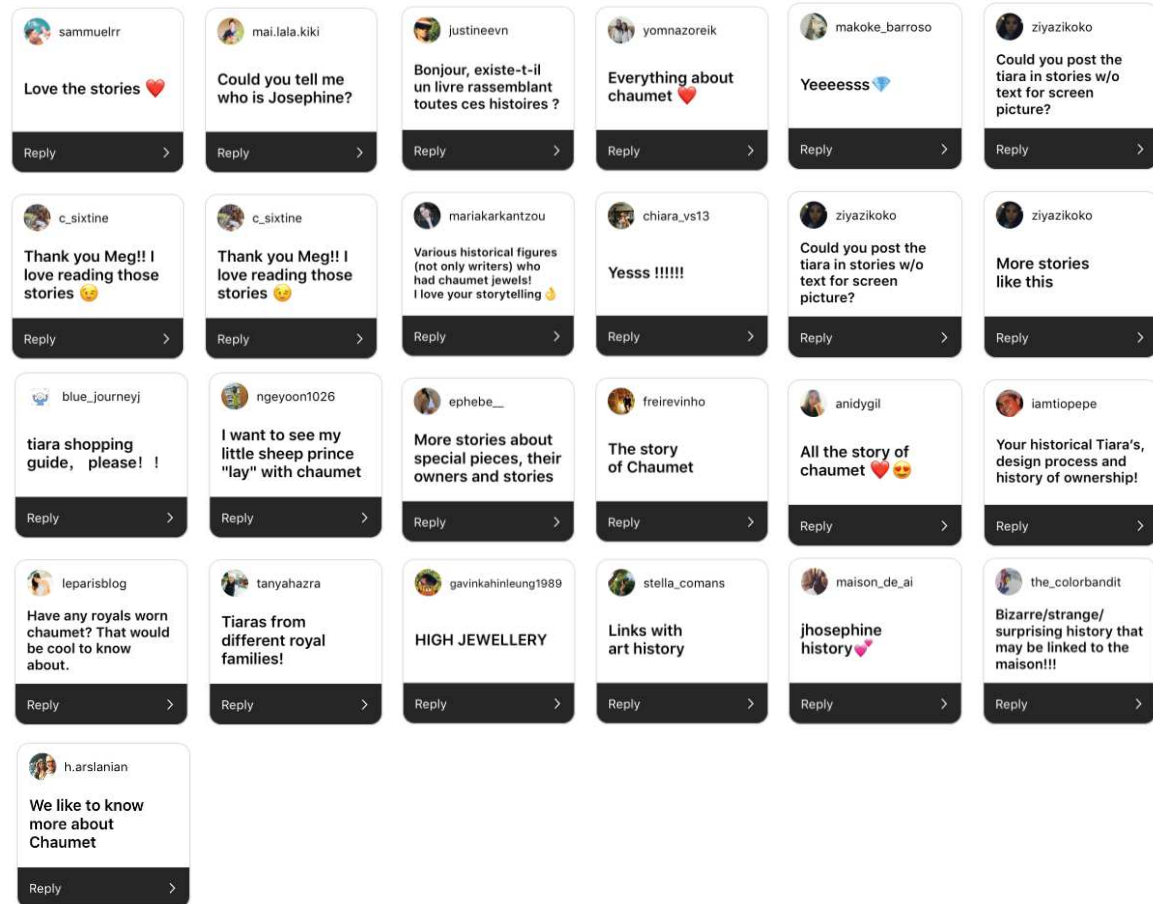 sammuelrr
Love the stories ❤️
Reply
mai.lala.kiki
Could you tell me
who is Josephine?
Reply
justineevn
Bonjour, existe-t-il
un livre rassemblant
toutes ces histoires ?
Reply
yomnazoreik
Everything about
chaumet ❤️
Reply
makoke_barroso
Yeeeesss💎
Reply
ziyazikoko
Could you post the
tiara in stories w/o
text for screen
picture?
Reply
c_sixtine
Thank you Meg!! I
love reading those
stories 😉
Reply
c_sixtine
Thank you Meg!! I
love reading those
stories 😉
Reply
mariakarkantzou
Various historical figures
(not only writers) who
had chaumet jewels!
I love your storytelling 👌
Reply
chiara_vs13
Yesss !!!!!!
Reply
ziyazikoko
Could you post the
tiara in stories w/o
text for screen
picture?
Reply
ziyazikoko
More stories
like this
Reply
blue_journeyj
tiara shopping
guide， please！！
Reply
ngeyoon1026
I want to see my
little sheep prince
"lay" with chaumet
Reply
ephebe__
More stories about
special pieces, their
owners and stories
Reply
freirevinho
The story
of Chaumet
Reply
anidygil
All the story of
chaumet ❤️😍
Reply
iamtiopepe
Your historical Tiara’s,
design process and
history of ownership!
Reply
leparisblog
Have any royals worn
chaumet? That would
be cool to know
about.
Reply
tanyahazra
Tiaras from
different royal
families!
Reply
gavinkahinleung1989
HIGH JEWELLERY
Reply
stella_comans
Links with
art history
Reply
maison_de_ai
jhosephine
history💕
Reply
the_colorbandit
Bizarre/strange/
surprising history that
may be linked to the
maison!!!
Reply
h.arslanian
We like to know
more about
Chaumet
Reply